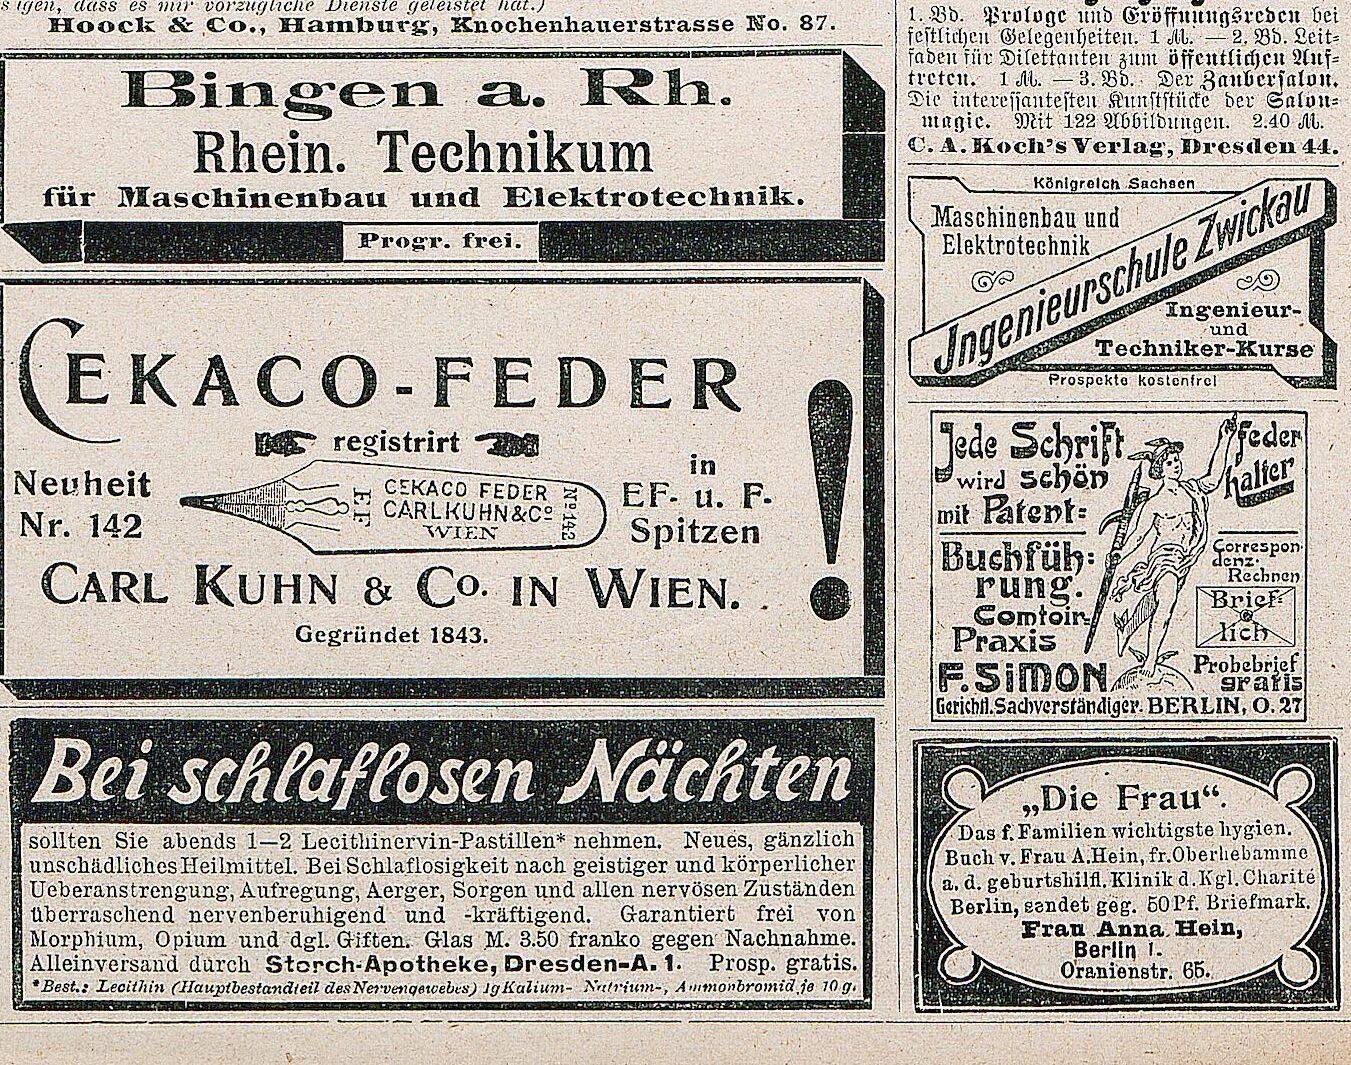 igen, dass es mir vorzügliche Dienste geleistet hat.)
Hoock & Co., Hamburg, Knochenhauerstrasse No. 87.
Bingen a. Rh.
Rhein. Technikum
für Maschinenbau und Elektrotechnik.
Progr. frei.
CEKACO-FEDER
registrirt
Neuheit
Nr. 142
EF
CEKACO FEDER
CARL KUHN & Co
WIEN
No 142
in
EF- u. F-
Spitzen
!
CARL KUHN & Co. IN WIEN.
Gegründet 1843.
Bei schlaflosen Nächten
sollten Sie abends 1—2 Lecithinervin-Pastillen* nehmen. Neues, gänzlich
unschädliches Heilmittel. Bei Schlaflosigkeit nach geistiger und körperlicher
Ueberanstrengung, Aufregung, Aerger, Sorgen und allen nervösen Zuständen
überraschend nervenberuhigend und -kräftigend. Garantiert frei von
Morphium, Opium und dgl. Giften. Glas M. 3.50 franko gegen Nachnahme.
Alleinversand durch Storch-Apotheke, Dresden-A. 1. Prosp. gratis.
*Best.: Lecithin (Hauptbestandteil des Nervengewebes) 1g Kalium- Natrium-, Ammonbromid je 10 g.
1. Bd. Prologe und Eröffnungsreden bei
festlichen Gelegenheiten. 1 M. — 2. Bd. Leit-
faden für Dilettanten zum öffentlichen Auf-
treten. 1 M. — 3. Bd. Der Zaubersalon.
Die interessantesten Kunststücke der Salon-
magie. Mit 122 Abbildungen. 2.40 M.
C. A. Koch's Verlag, Dresden 44.
Königreich Sachsen
Maschinenbau und
Elektrotechnik
Ingenieurschule Zwickau
Ingenieur-
und
Techniker-Kurse
Prospekte kostenfrei
Jede Schrift
wird schön
mit Patent-
feder
halter
Buchfüh-
rung.
Comtoir-
Praxis
Correspon-
denz-
Rechnen
Brief-
lich
F. SIMON
Probebrief
gratis
Gerichtl. Sachverständiger. BERLIN, O. 27
„Die Frau“.
Das f. Familien wichtigste hygien.
Buch v. Frau A. Hein, fr. Oberhebamme
a. d. geburtshilfl. Klinik d. Kgl. Charité
Berlin, sendet geg. 50 Pf. Briefmark.
Frau Anna Hein,
Berlin 1.
Oranienstr. 65.